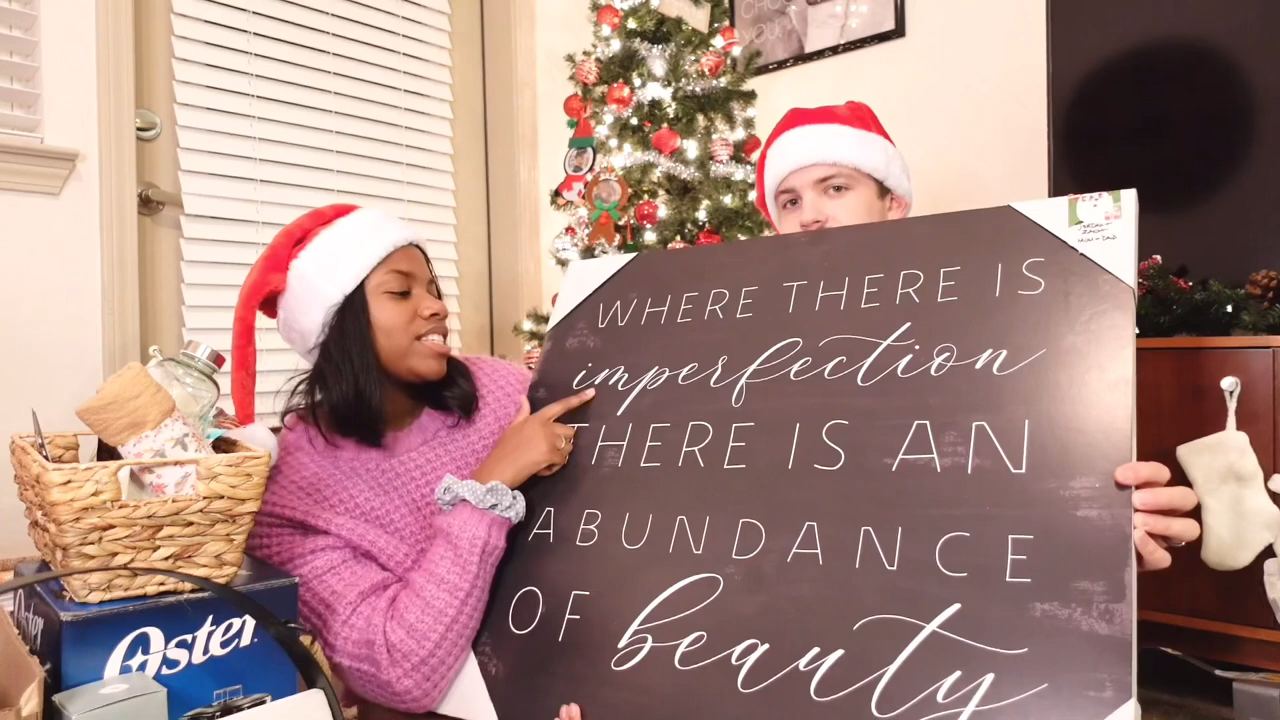 WHERE THERE IS
imperfection
THERE IS AN
ABUNDANCE
OF beauty
Oster